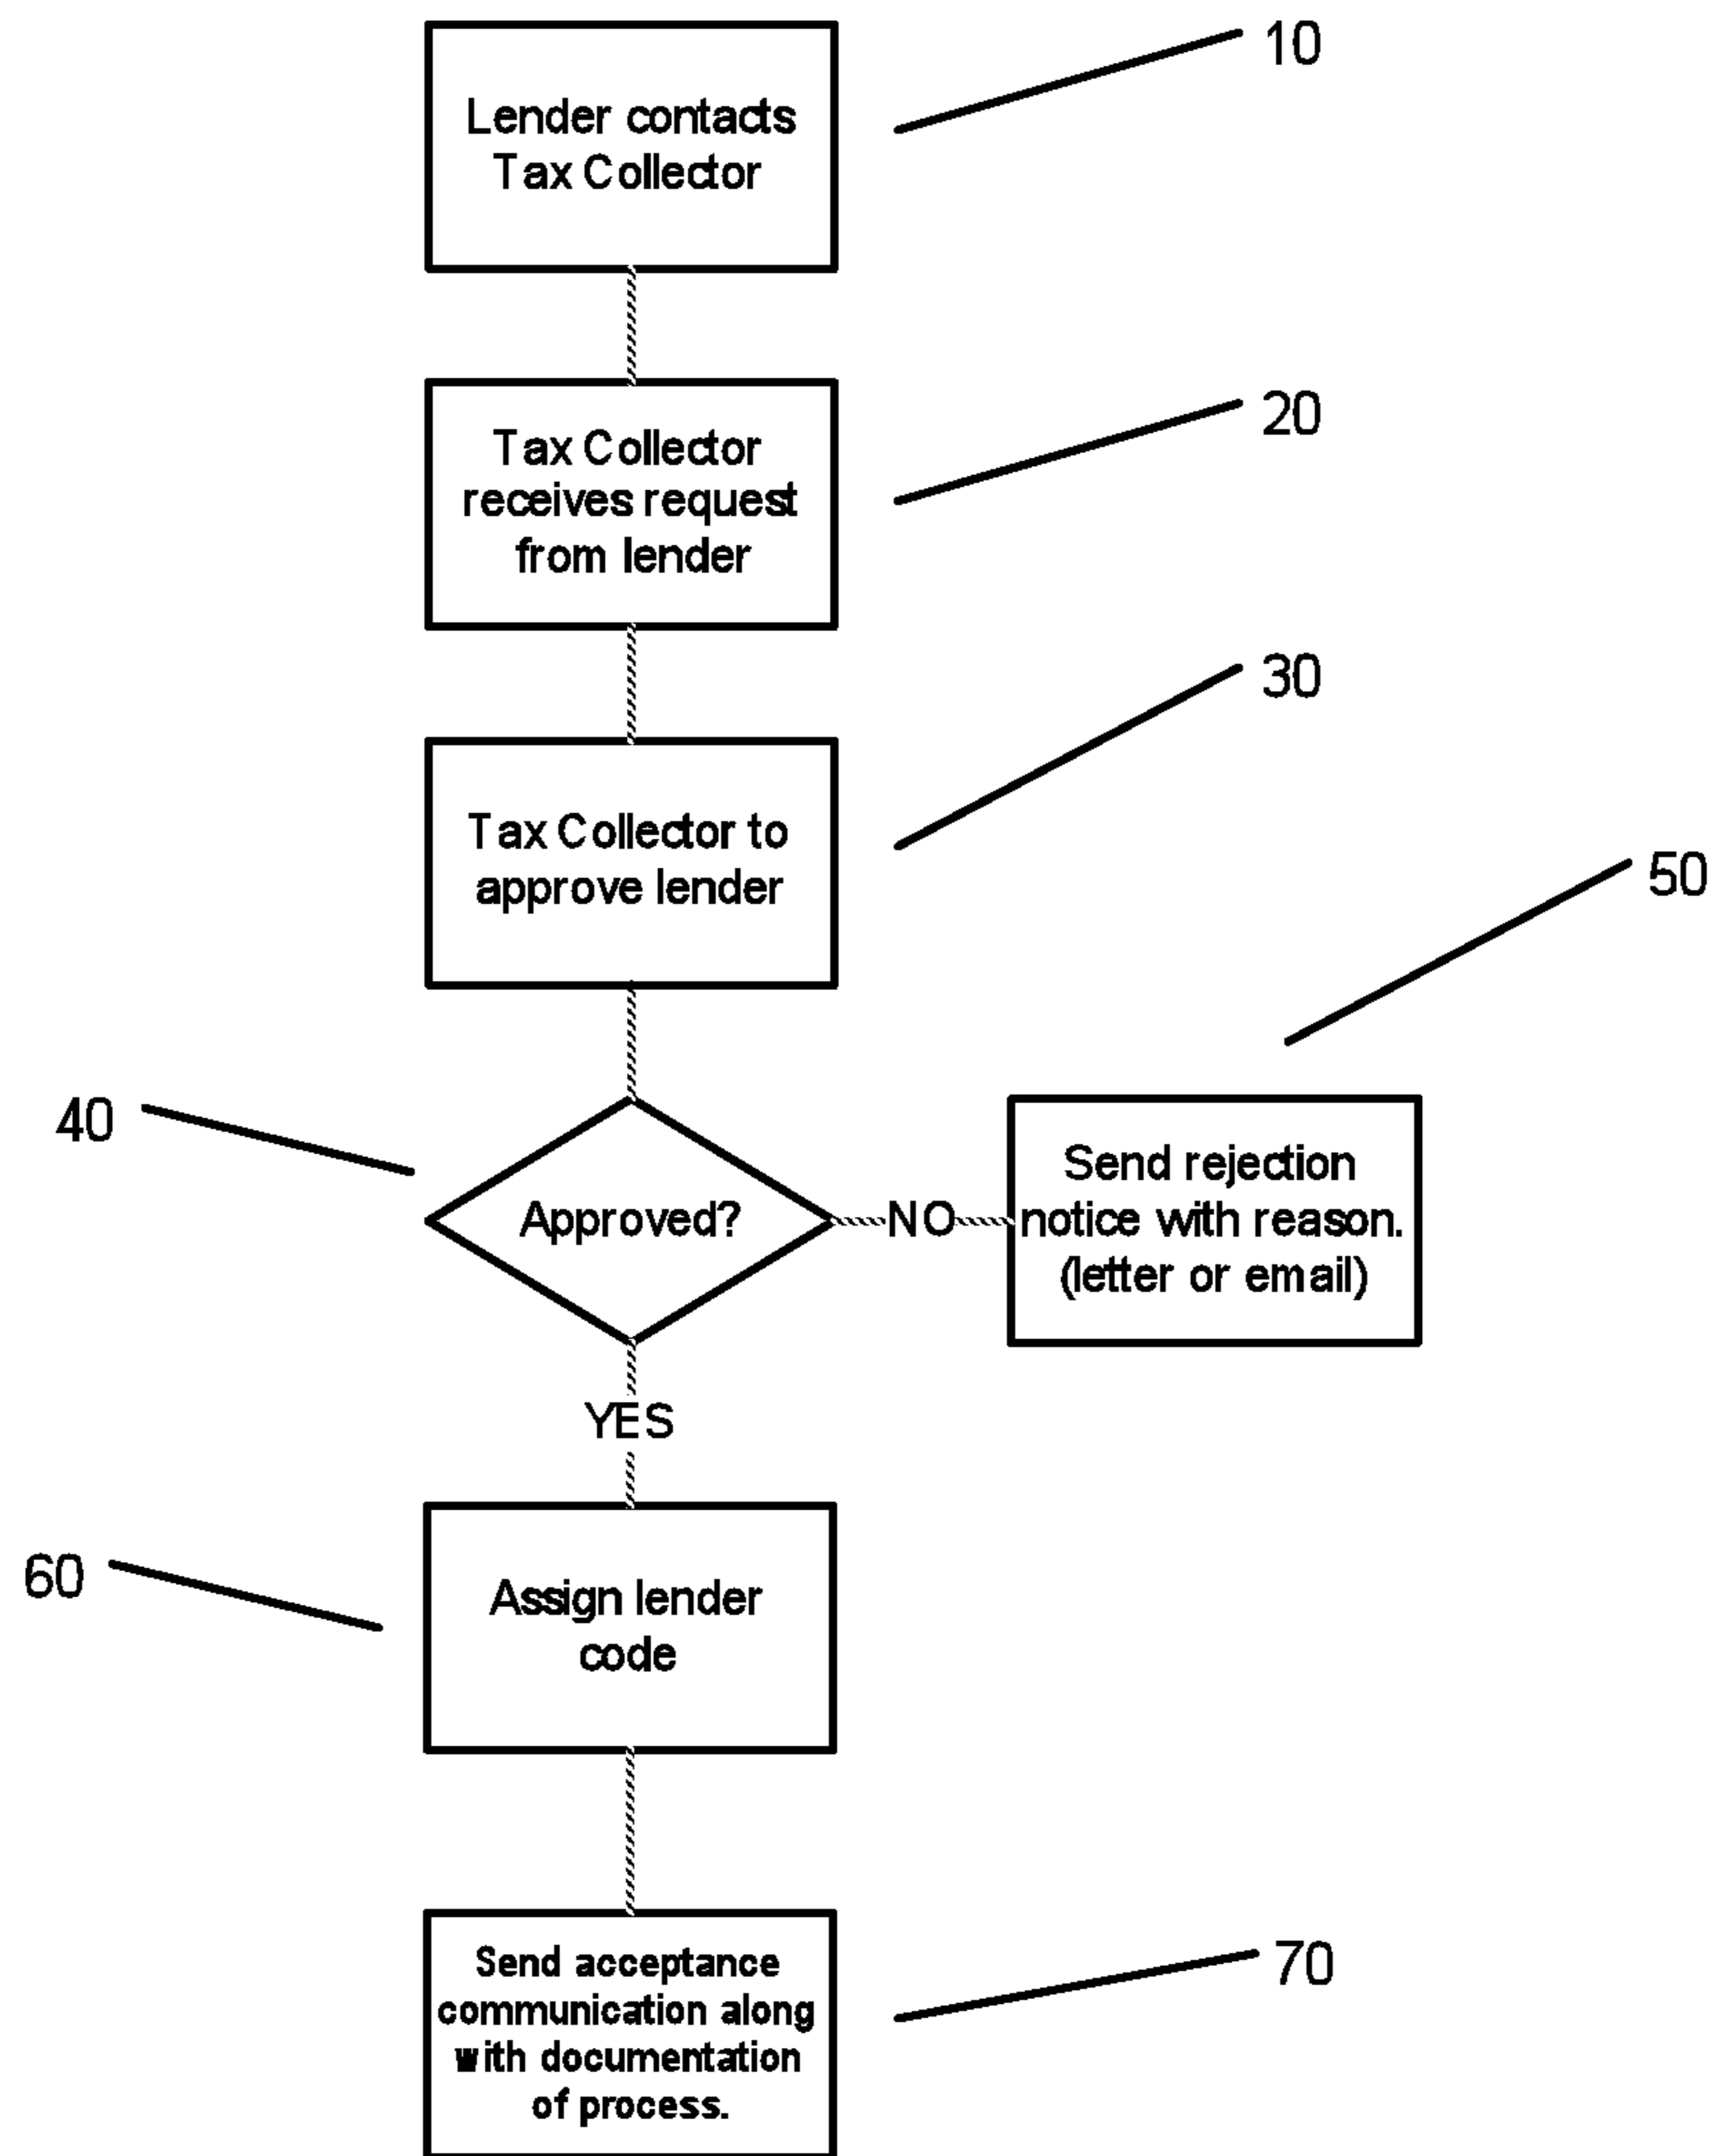 Lender contacts
Tax Collector
10
Tax Collector
receives request
from lender
20
Tax Collector to
approve lender
30
40
Approved?
NO
Send rejection
notice with reason.
(letter or email)
50
YES
60
Assign lender
code
Send acceptance
communication along
with documentation
of process.
70